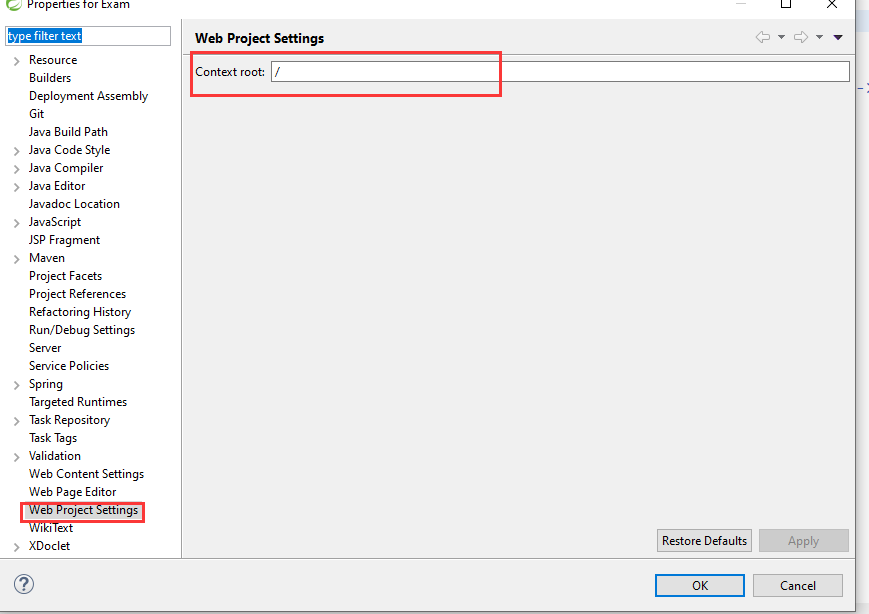 Properties for Exam
type filter text
Resource
Builders
Deployment Assembly
Git
Java Build Path
Java Code Style
Java Compiler
Java Editor
Javadoc Location
JavaScript
JSP Fragment
Maven
Project Facets
Project References
Refactoring History
Run/Debug Settings
Server
Service Policies
Spring
Targeted Runtimes
Task Repository
Task Tags
Validation
Web Content Settings
Web Page Editor
Web Project Settings
WikiText
XDoclet
Web Project Settings
Context root: /
Restore Defaults Apply
? OK Cancel